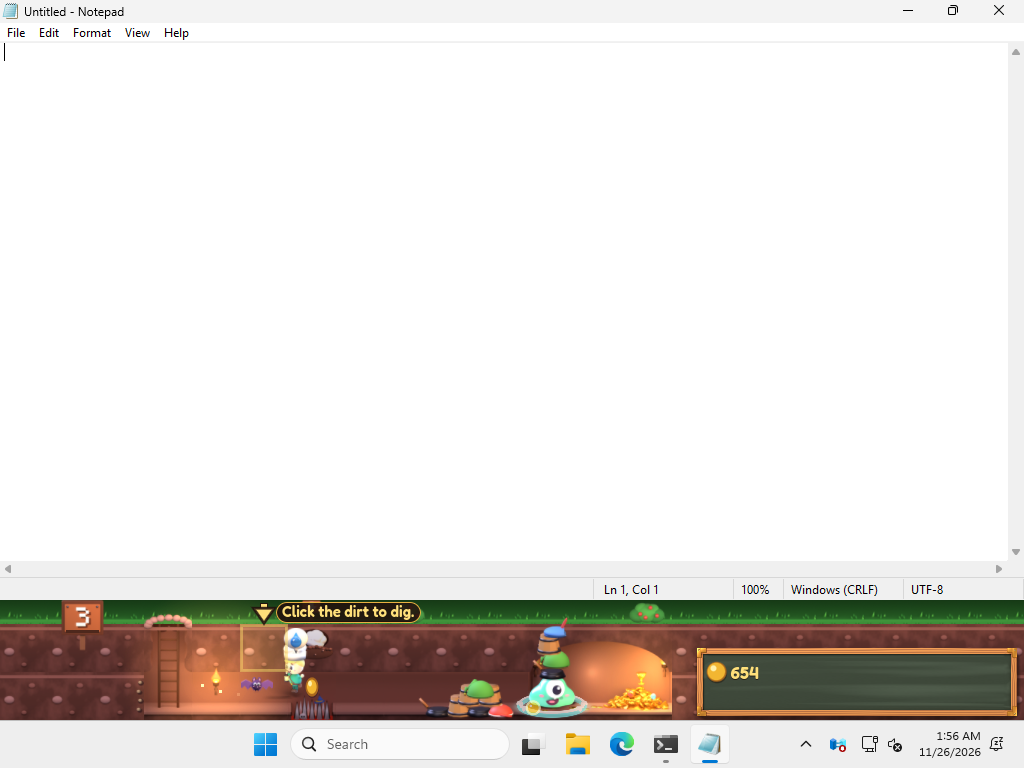 Untitled - Notepad
File Edit Format View Help
Ln 1, Col 1 100% Windows (CRLF) UTF-8
3
Click the dirt to dig.
654
Search
1:56 AM
11/26/2026